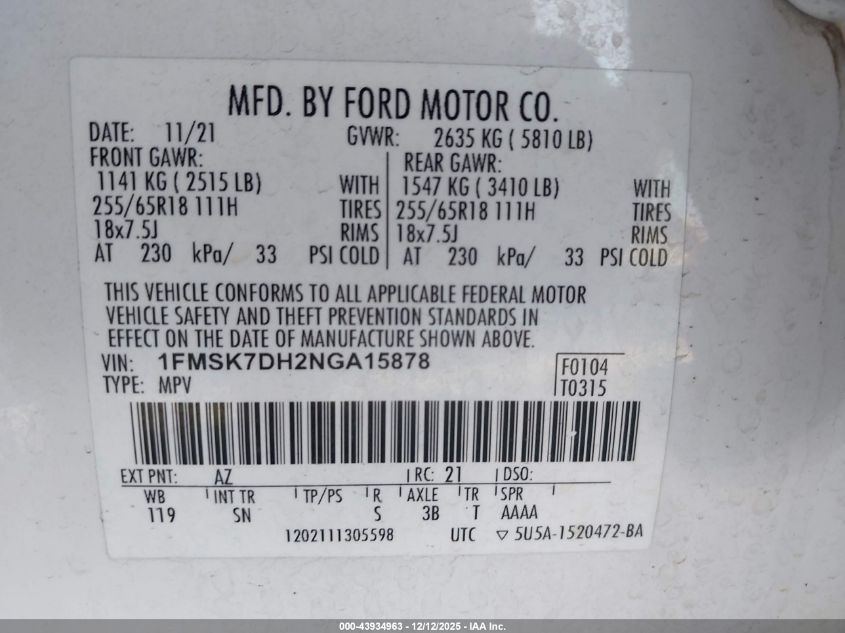 MFD. BY FORD MOTOR CO.
DATE: 11/21 GVWR: 2635 KG ( 5810 LB)
FRONT GAWR: REAR GAWR:
1141 KG ( 2515 LB) WITH 1547 KG ( 3410 LB) WITH
255/65R18 111H TIRES 255/65R18 111H TIRES
18x7.5J RIMS 18x7.5J RIMS
AT 230 kPa/ 33 PSI COLD AT 230 kPa/ 33 PSI COLD
THIS VEHICLE CONFORMS TO ALL APPLICABLE FEDERAL MOTOR
VEHICLE SAFETY AND THEFT PREVENTION STANDARDS IN
EFFECT ON THE DATE OF MANUFACTURE SHOWN ABOVE.
VIN: 1FMSK7DH2NGA15878 F0104
TYPE: MPV T0315
EXT PNT: AZ RC: 21 DSO:
WB INT TR TP/PS R AXLE TR SPR
119 SN S 3B T AAAA
1202111305598 UTC ▽ 5U5A-1520472-BA
000-43934963 - 12/12/2025 - IAA Inc.